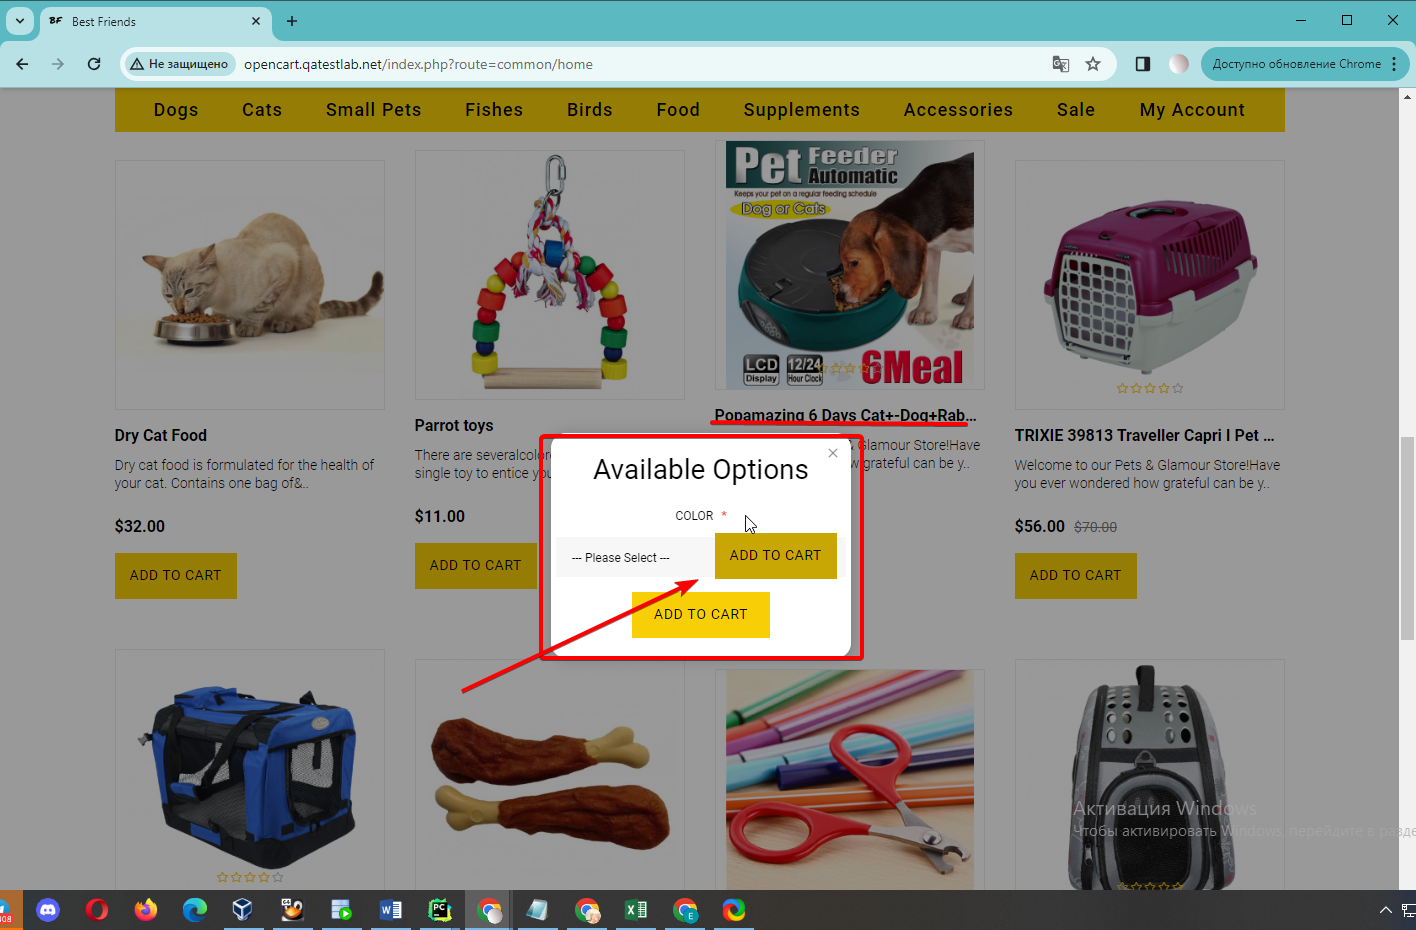 BF Best Friends
Не защищено
opencart.qatestlab.net/index.php?route=common/home
Доступно обновление Chrome
Dogs Cats Small Pets Fishes Birds Food Supplements Accessories Sale My Account
Pet Feeder Automatic
Keeps your pet on a regular feeding schedule
Dog or Cats
LCD Display 12/24 Hour Clock 6Meal
Dry Cat Food
Dry cat food is formulated for the health of
your cat. Contains one bag of&..
$32.00
ADD TO CART
Parrot toys
There are severalcolor
single toy to entice you
$11.00
ADD TO CART
Popamazing 6 Days Cat+-Dog+Rab...
& Glamour Store!Have
grateful can be y..
TRIXIE 39813 Traveller Capri I Pet ...
Welcome to our Pets & Glamour Store!Have
you ever wondered how grateful can be y..
$56.00 $70.00
ADD TO CART
Available Options
COLOR *
--- Please Select ---
ADD TO CART
ADD TO CART
Активация Windows
Чтобы активировать Windows, перейдите в разде